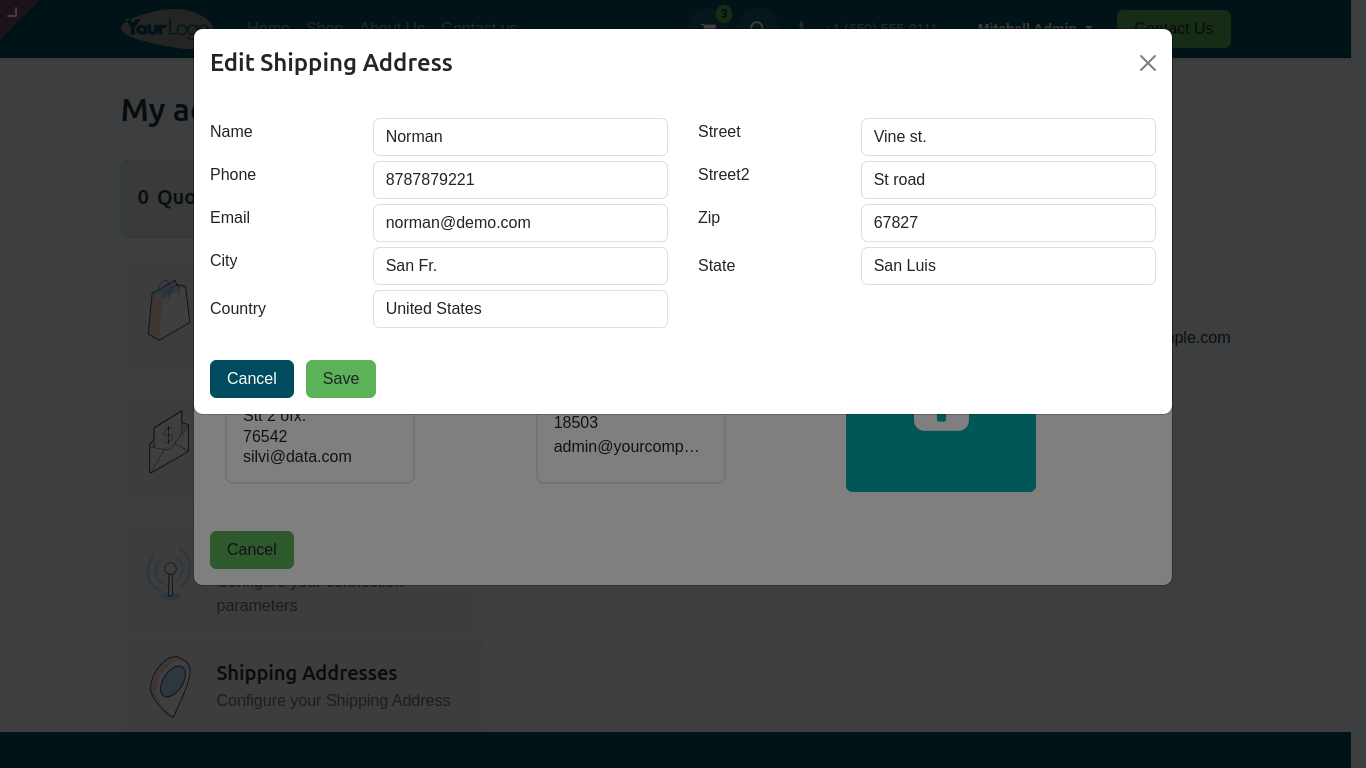 YourLogo
Home Shop About Us Contact us
3
+1 (650) 555-0111
Mitchell Admin
Contact Us
Edit Shipping Address
My ac
0 Quo
Name
Norman
Street
Vine st.
Phone
8787879221
Street2
St road
Email
norman@demo.com
Zip
67827
City
San Fr.
State
San Luis
Country
United States
Cancel
Save
ple.com
Stt 2 ofx.
76542
silvi@data.com
18503
admin@yourcomp...
Cancel
Configure your connection
parameters
Shipping Addresses
Configure your Shipping Address